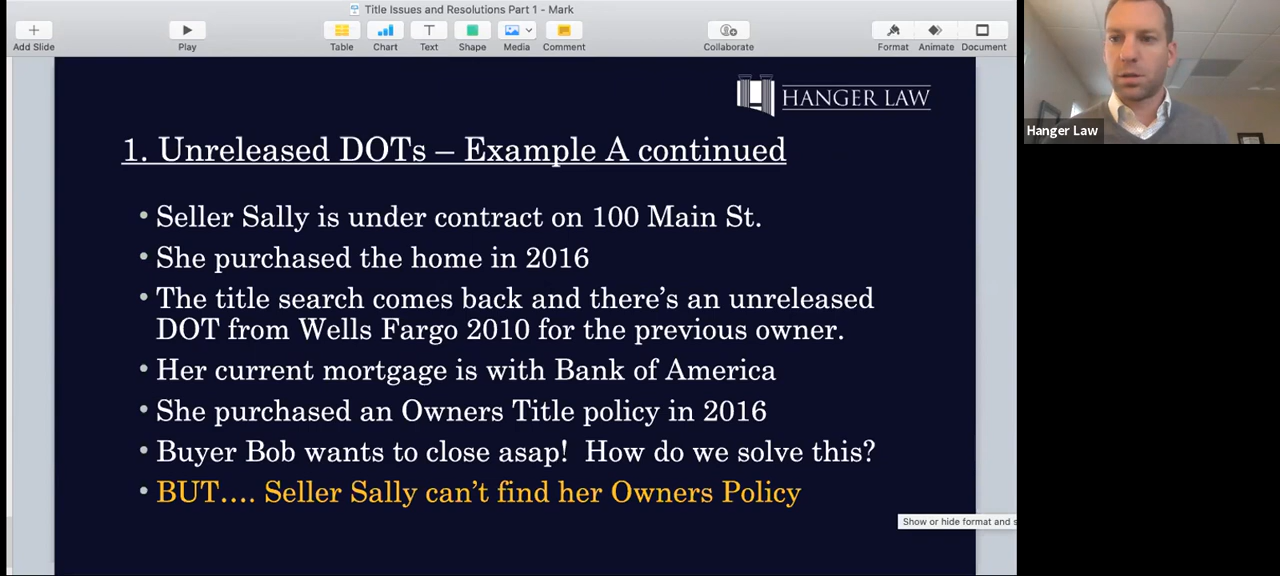 Title Issues and Resolutions Part 1 - Mark
Add Slide
Play
Table
Chart
Text
Shape
Media
Comment
Collaborate
Format
Animate
Document
HANGER LAW
Hanger Law
1. Unreleased DOTs – Example A continued
• Seller Sally is under contract on 100 Main St.
• She purchased the home in 2016
• The title search comes back and there's an unreleased
DOT from Wells Fargo 2010 for the previous owner.
• Her current mortgage is with Bank of America
• She purchased an Owners Title policy in 2016
• Buyer Bob wants to close asap!  How do we solve this?
• BUT.... Seller Sally can't find her Owners Policy
Show or hide format and s